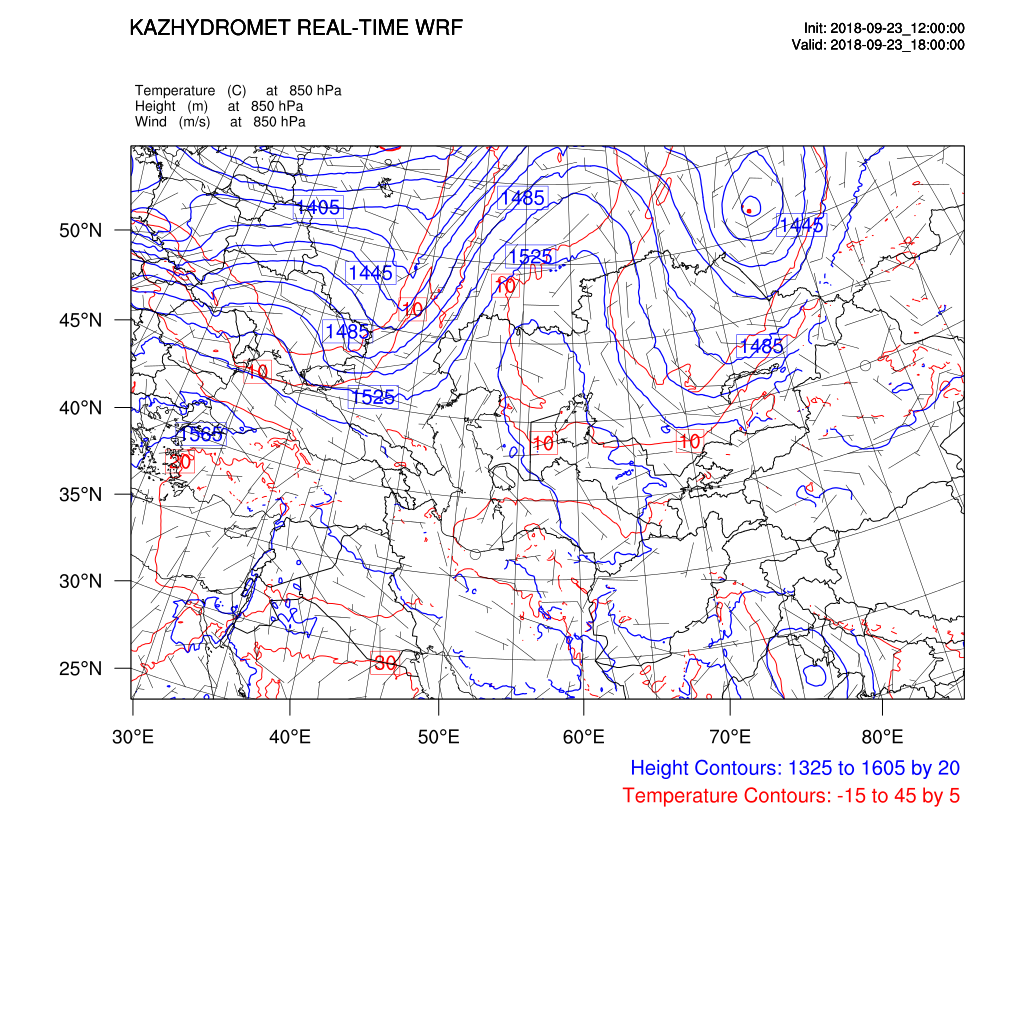 KAZHYDROMET REAL-TIME WRF
Init: 2018-09-23_12:00:00
Valid: 2018-09-23_18:00:00
Temperature (C) at 850 hPa
Height (m) at 850 hPa
Wind (m/s) at 850 hPa
1405
1485
1445
50°N
1525
1445
10
10
45°N
1485
1485
10
1525
40°N
1565
10
10
20
35°N
30°N
30
25°N
30°E
40°E
50°E
60°E
70°E
80°E
Height Contours: 1325 to 1605 by 20
Temperature Contours: -15 to 45 by 5